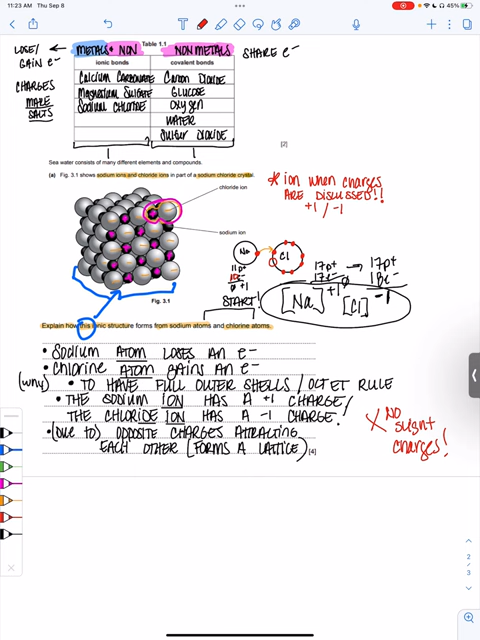 11:23 AM Thu Sep 8
45%
LOSE/
GAIN e-
METALS + NON
Table 1.1
NON METALS
SHARE e-
ionic bonds
covalent bonds
CHARGES
MAKE
SALTS
CALCIUM CARBONATE
CARBON DIOXIDE
MAGNESIUM SULFATE
GLUCOSE
SODIUM CHLORIDE
OXYGEN
WATER
SULFUR DIOXIDE
[2]
Sea water consists of many different elements and compounds.
(a) Fig. 3.1 shows sodium ions and chloride ions in part of a sodium chloride crystal.
chloride ion
sodium ion
* ion when charges
ARE DISCUSSED!!
+1 / -1
Na
Cl
11p+
+1
17p+
17e-
→
17p+
18e-
-1
START!
[Na] +1 [Cl] -1
Fig. 3.1
Explain how this ionic structure forms from sodium atoms and chlorine atoms.
• SODIUM ATOM LOSES AN e-
• CHLORINE ATOM GAINS AN e-
(WHY) • TO HAVE FULL OUTER SHELLS / OCTET RULE
• THE SODIUM ION HAS A +1 CHARGE/
THE CHLORIDE ION HAS A -1 CHARGE!
• (DUE TO) OPPOSITE CHARGES ATTRACTING
EACH OTHER (FORMS A LATTICE)
[4]
X NO
charges!
2
3